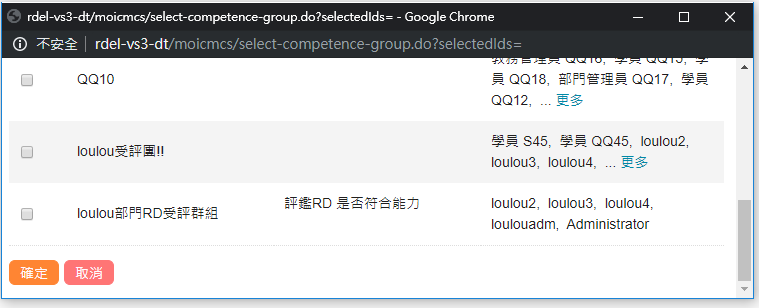 rdel-vs3-dt/moicmcs/select-competence-group.do?selectedIds= - Google Chrome
不安全 rdel-vs3-dt/moicmcs/select-competence-group.do?selectedIds=
教務管理員 QQ16, 學員 QQ15, 學
QQ10 員 QQ18, 部門管理員 QQ17, 學員
QQ12, ... 更多
學員 S45, 學員 QQ45, loulou2,
loulou受評團!!
loulou3, loulou4, ... 更多
評鑑RD 是否符合能力 loulou2, loulou3, loulou4,
loulou部門RD受評群組
loulouadm, Administrator
確定 取消